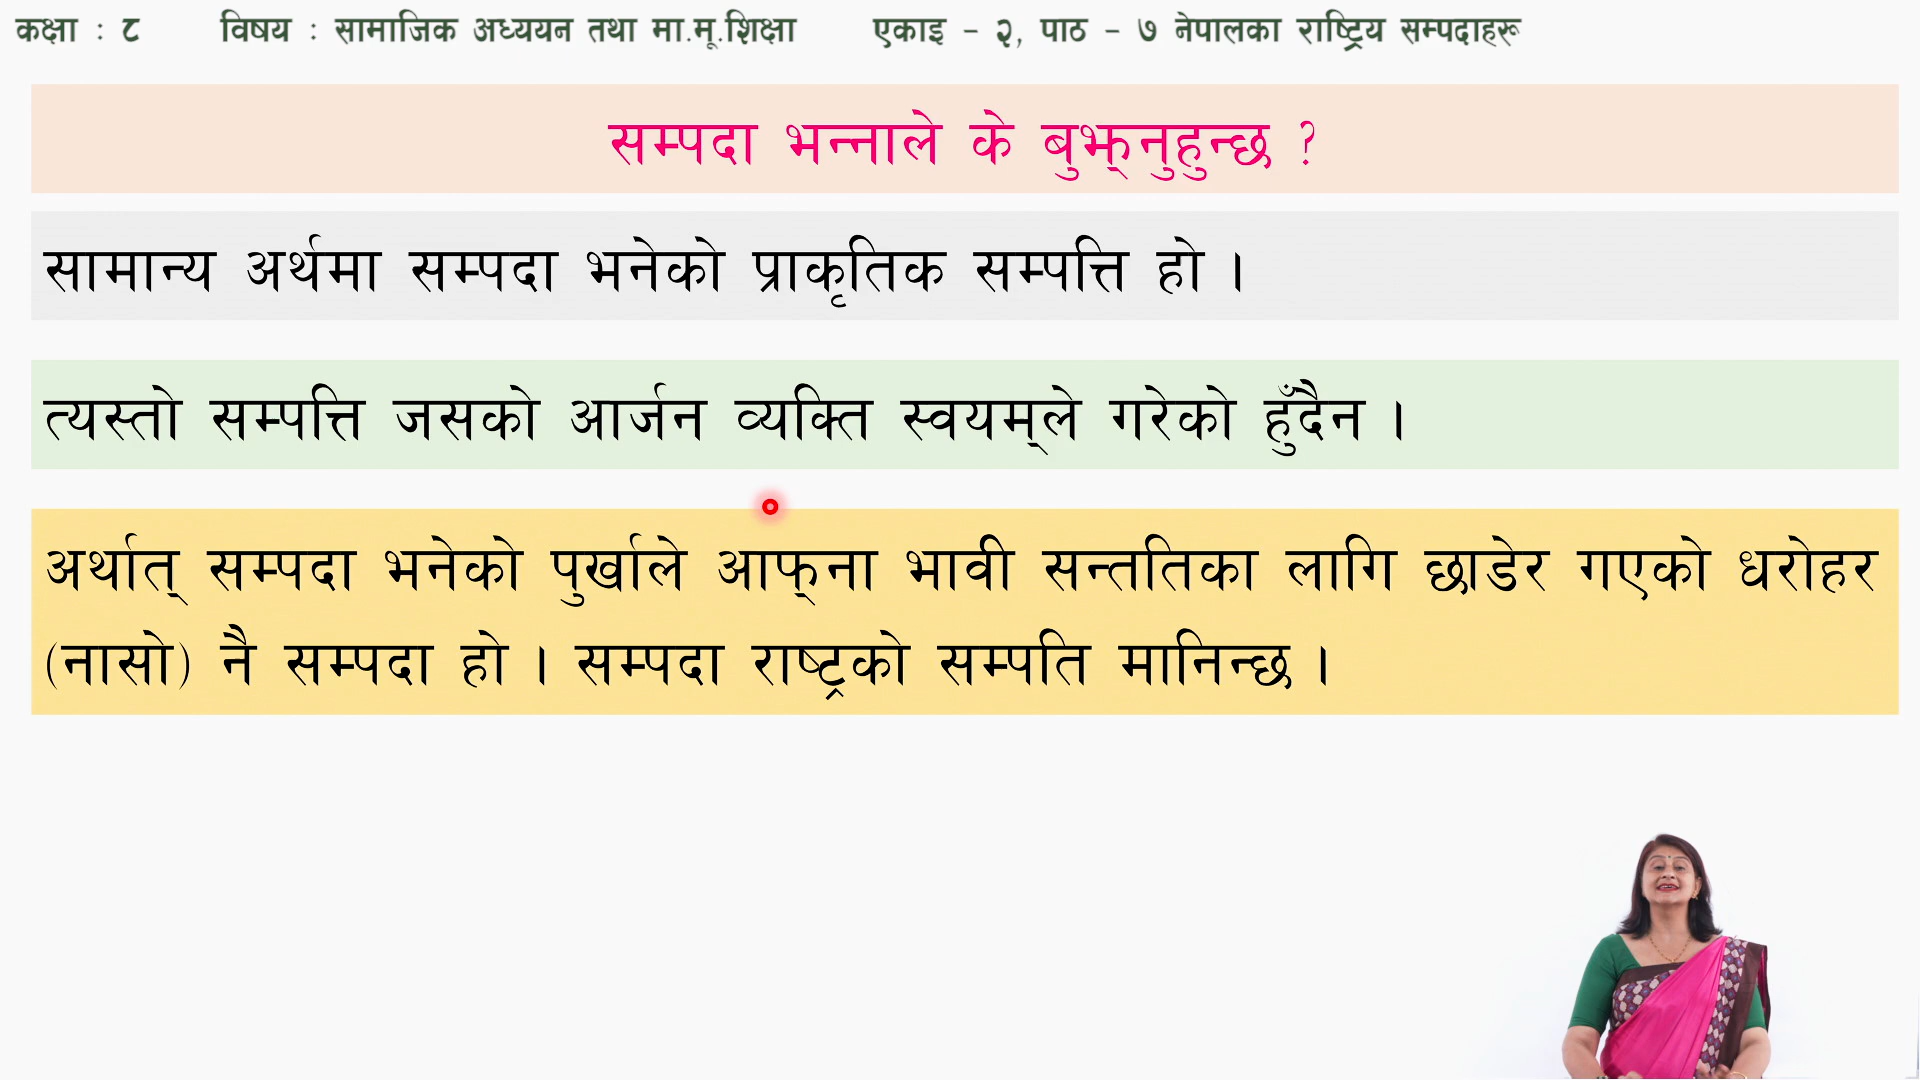 कक्षा : ८ विषय : सामाजिक अध्ययन तथा मा.मू.शिक्षा एकाइ - २, पाठ - ७ नेपालका राष्ट्रिय सम्पदाहरू
सम्पदा भन्नाले के बुझ्नुहुन्छ ?
सामान्य अर्थमा सम्पदा भनेको प्राकृतिक सम्पत्ति हो ।
त्यस्तो सम्पत्ति जसको आर्जन व्यक्ति स्वयम्‌ले गरेको हुँदैन ।
अर्थात् सम्पदा भनेको पुर्खाले आफ्‌ना भावी सन्ततिका लागि छाडेर गएको धरोहर
(नासो) नै सम्पदा हो । सम्पदा राष्ट्रको सम्पति मानिन्छ ।